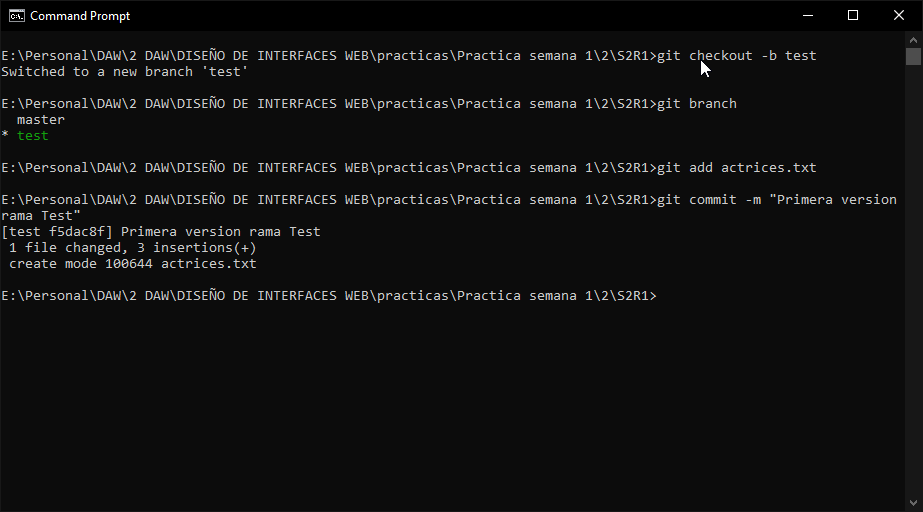 Command Prompt
E:\Personal\DAW\2 DAW\DISEÑO DE INTERFACES WEB\practicas\Practica semana 1\2\S2R1>git checkout -b test
Switched to a new branch 'test'
E:\Personal\DAW\2 DAW\DISEÑO DE INTERFACES WEB\practicas\Practica semana 1\2\S2R1>git branch
  master
* test
E:\Personal\DAW\2 DAW\DISEÑO DE INTERFACES WEB\practicas\Practica semana 1\2\S2R1>git add actrices.txt
E:\Personal\DAW\2 DAW\DISEÑO DE INTERFACES WEB\practicas\Practica semana 1\2\S2R1>git commit -m "Primera version
rama Test"
[test f5dac8f] Primera version rama Test
 1 file changed, 3 insertions(+)
 create mode 100644 actrices.txt
E:\Personal\DAW\2 DAW\DISEÑO DE INTERFACES WEB\practicas\Practica semana 1\2\S2R1>